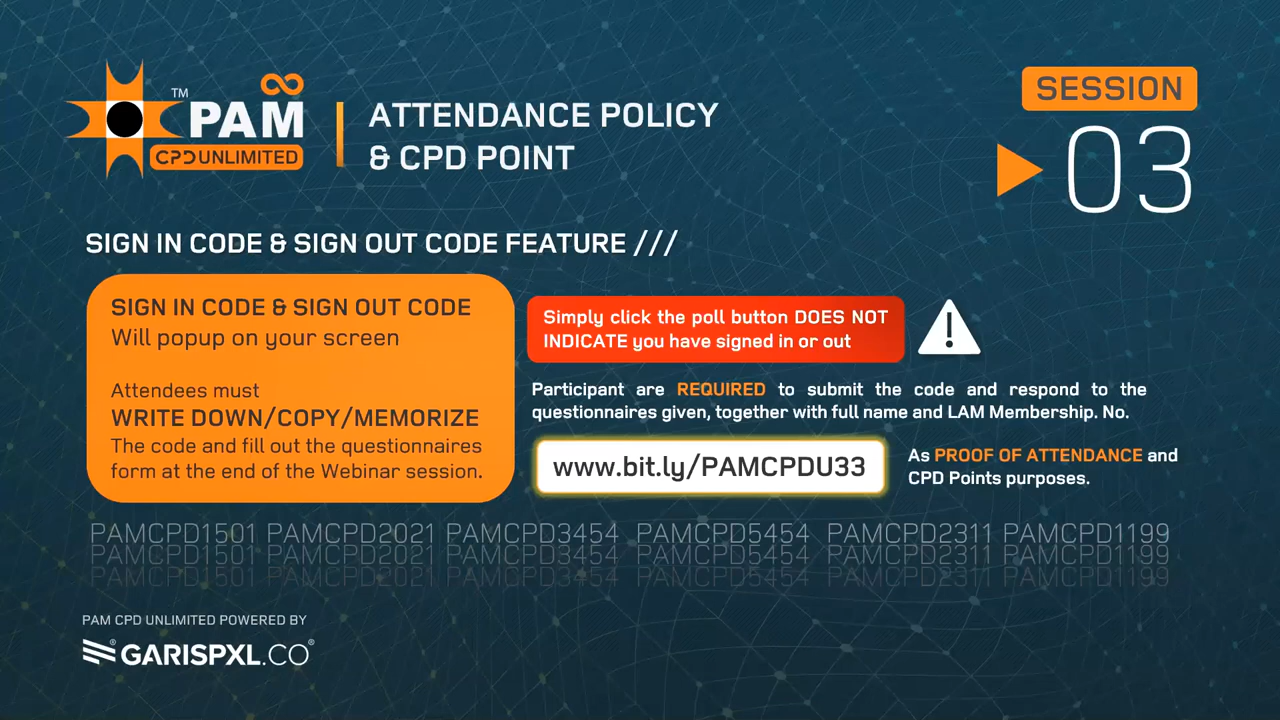 TM
PAM
CPD UNLIMITED
ATTENDANCE POLICY
& CPD POINT
SESSION
03
SIGN IN CODE & SIGN OUT CODE FEATURE ///
SIGN IN CODE & SIGN OUT CODE
Will popup on your screen
Attendees must
WRITE DOWN/COPY/MEMORIZE
The code and fill out the questionnaires
form at the end of the Webinar session.
Simply click the poll button DOES NOT
INDICATE you have signed in or out
!
Participant are REQUIRED to submit the code and respond to the
questionnaires given, together with full name and LAM Membership. No.
www.bit.ly/PAMCPDU33
As PROOF OF ATTENDANCE and
CPD Points purposes.
PAMCPD1501 PAMCPD2021 PAMCPD3454 PAMCPD5454 PAMCPD2311 PAMCPD1199
PAMCPD1501 PAMCPD2021 PAMCPD3454 PAMCPD5454 PAMCPD2311 PAMCPD1199
PAMCPD1501 PAMCPD2021 PAMCPD3454 PAMCPD5454 PAMCPD2311 PAMCPD1199
PAM CPD UNLIMITED POWERED BY
GARISPXL.CO®